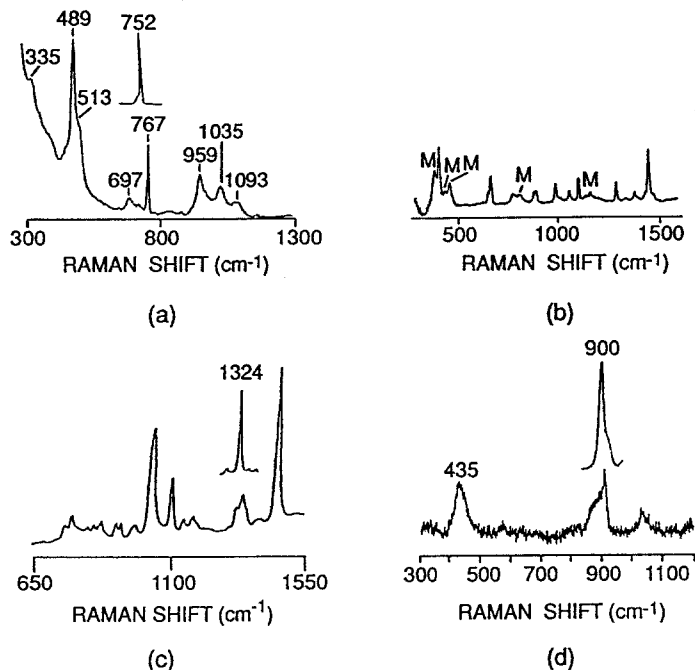 489
752
335
513
767
1035
697
959
1093
300 800 1300
RAMAN SHIFT (cm-1)
(a)
M M M M M
500 1000 1500
RAMAN SHIFT (cm-1)
(b)
1324
650 1100 1550
RAMAN SHIFT (cm-1)
(c)
900
435
300 500 700 900 1100
RAMAN SHIFT (cm-1)
(d)